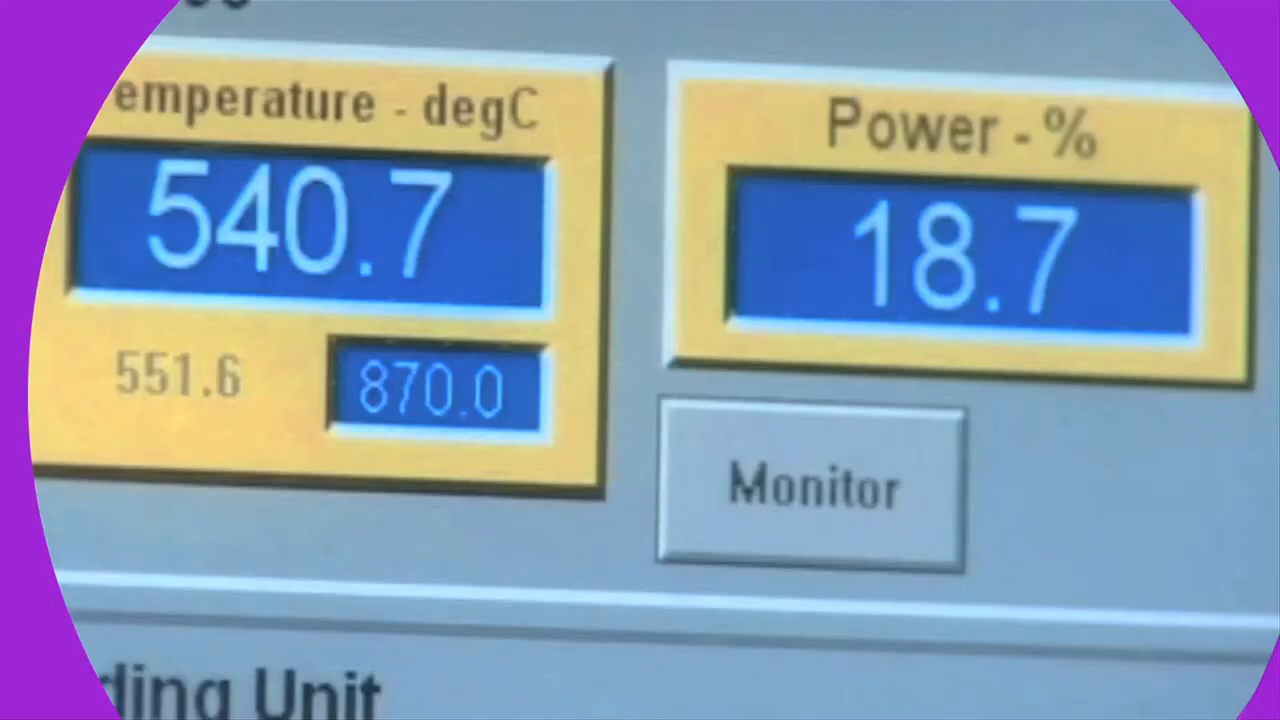 emperature - degC
540.7
551.6
870.0
Power - %
18.7
Monitor
ding Unit